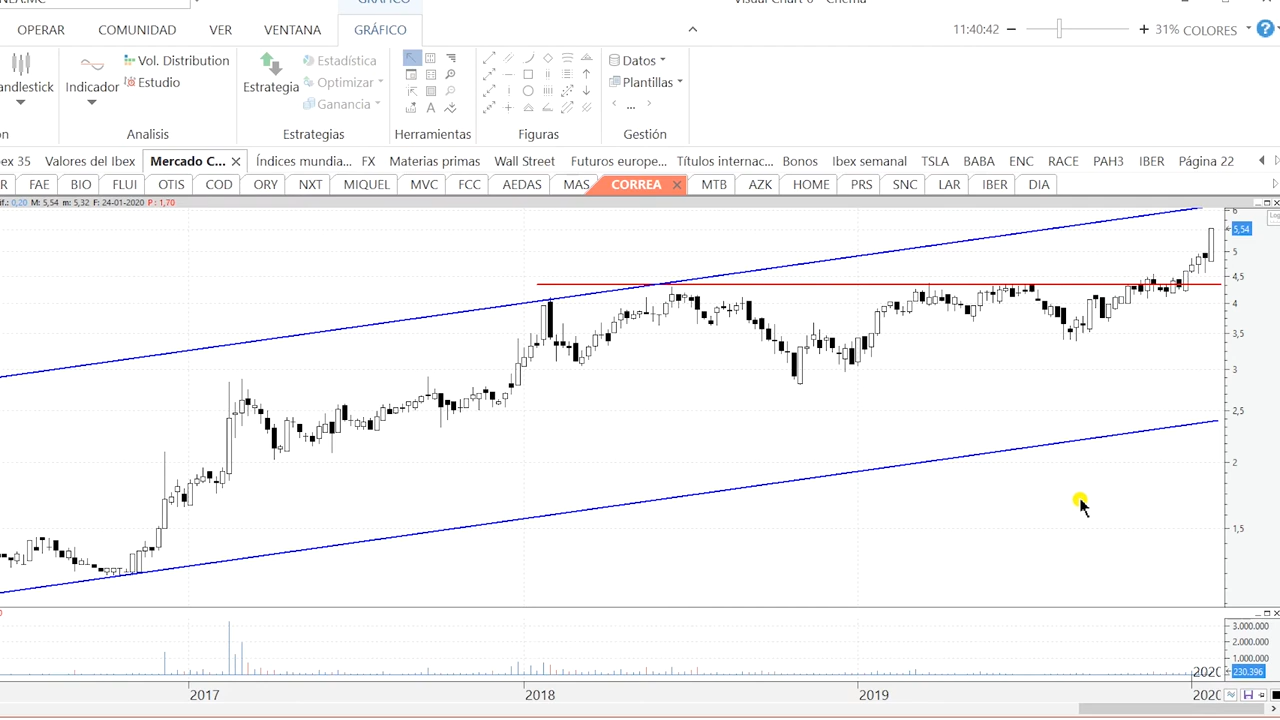 GRÁFICO
OPERAR COMUNIDAD VER VENTANA GRÁFICO 11:40:42 31% COLORES
andlestick Indicador Vol. Distribution Estudio Estrategia Estadística Optimizar Ganancia Datos Plantillas ...
Analisis Estrategias Herramientas Figuras Gestión
ex 35 Valores del Ibex Mercado C... Índices mundia... FX Materias primas Wall Street Futuros europe... Títulos internac... Bonos Ibex semanal TSLA BABA ENC RACE PAH3 IBER Página 22
R FAE BIO FLUI OTIS COD ORY NXT MIQUEL MVC FCC AEDAS MAS CORREA MTB AZK HOME PRS SNC LAR IBER DIA
if.: 0,20 M: 5,54 m: 5,32 F: 24-01-2020 P: 1,70
6
5,54
5
4,5
4
3,5
3
2,5
2
1,5
3.000.000
2.000.000
1.000.000
230.396
2017 2018 2019 2020